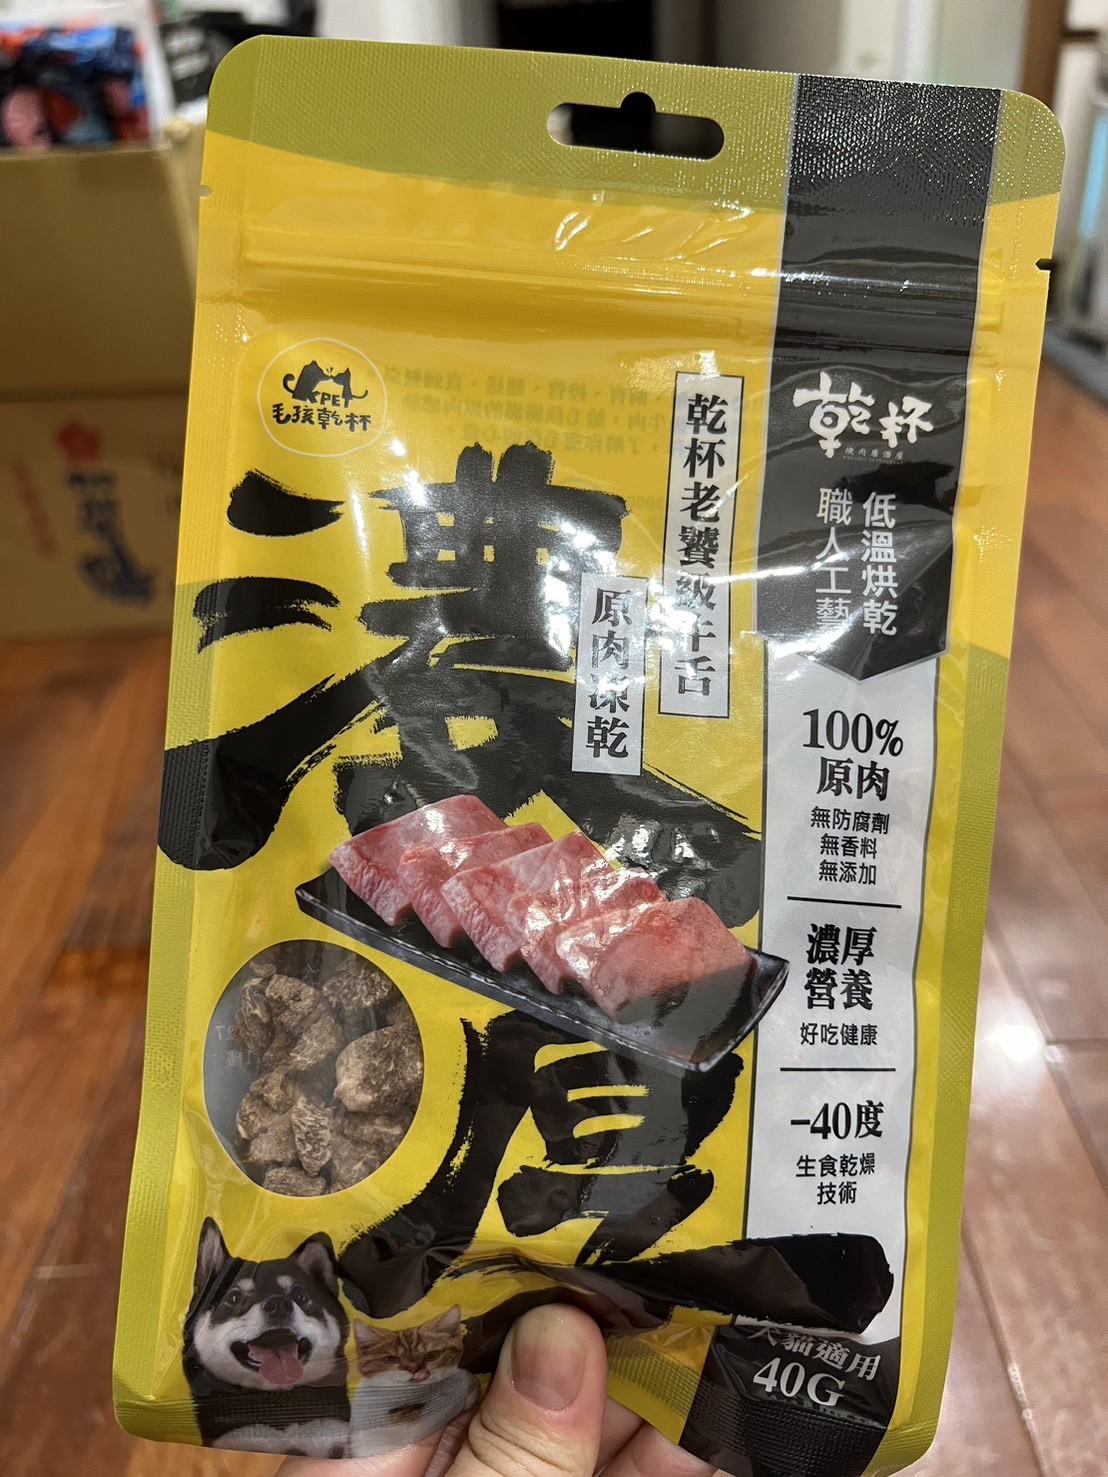 KPET
毛孩乾杯
濃厚
乾杯老饕級牛舌
原肉凍乾
乾杯
燒肉居酒屋
低溫烘乾
職人工藝
100%
原肉
無防腐劑
無香料
無添加
濃厚
營養
好吃健康
-40度
生食乾燥
技術
犬貓適用
40G